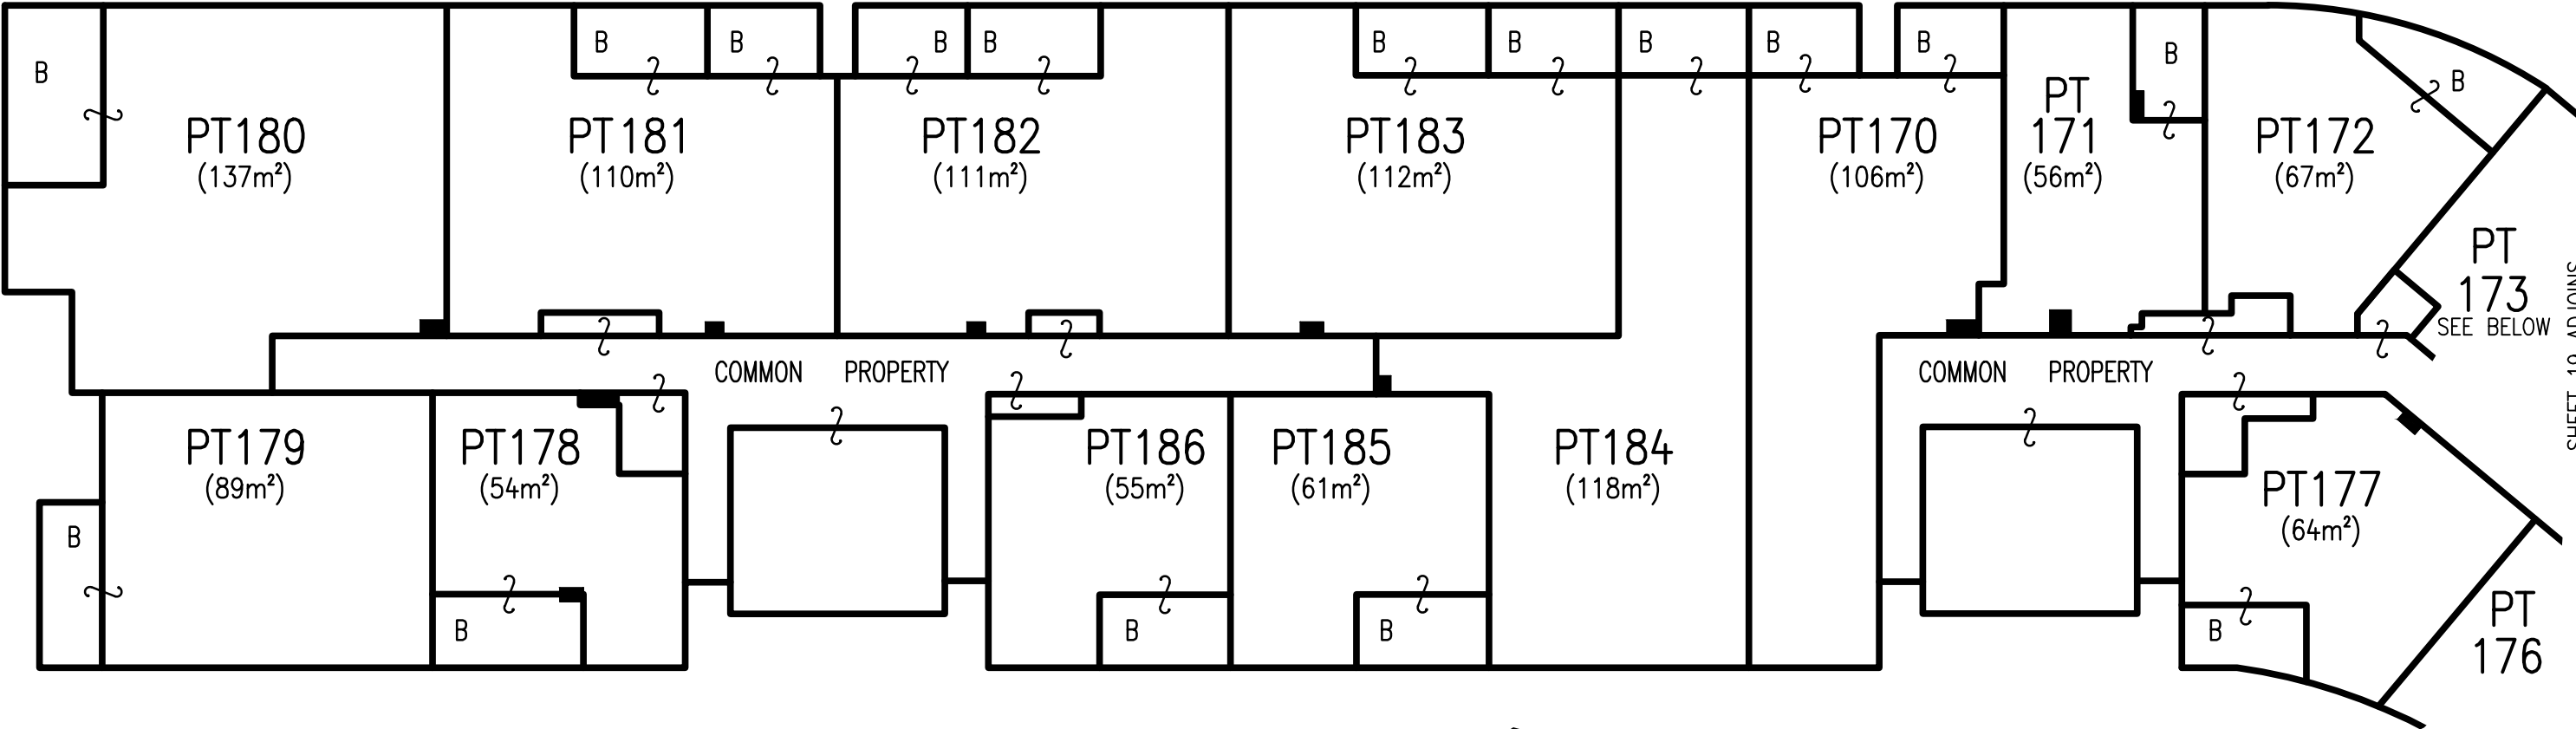 B
PT180
(137m²)
PT181
(110m²)
B
B
PT182
(111m²)
B
B
PT183
(112m²)
B
B
B
B
PT170
(106m²)
B
PT
171
(56m²)
B
PT172
(67m²)
B
PT
173
SEE BELOW
COMMON PROPERTY
COMMON PROPERTY
PT179
(89m²)
B
PT178
(54m²)
B
PT186
(55m²)
B
PT185
(61m²)
B
PT184
(118m²)
PT177
(64m²)
B
PT
176